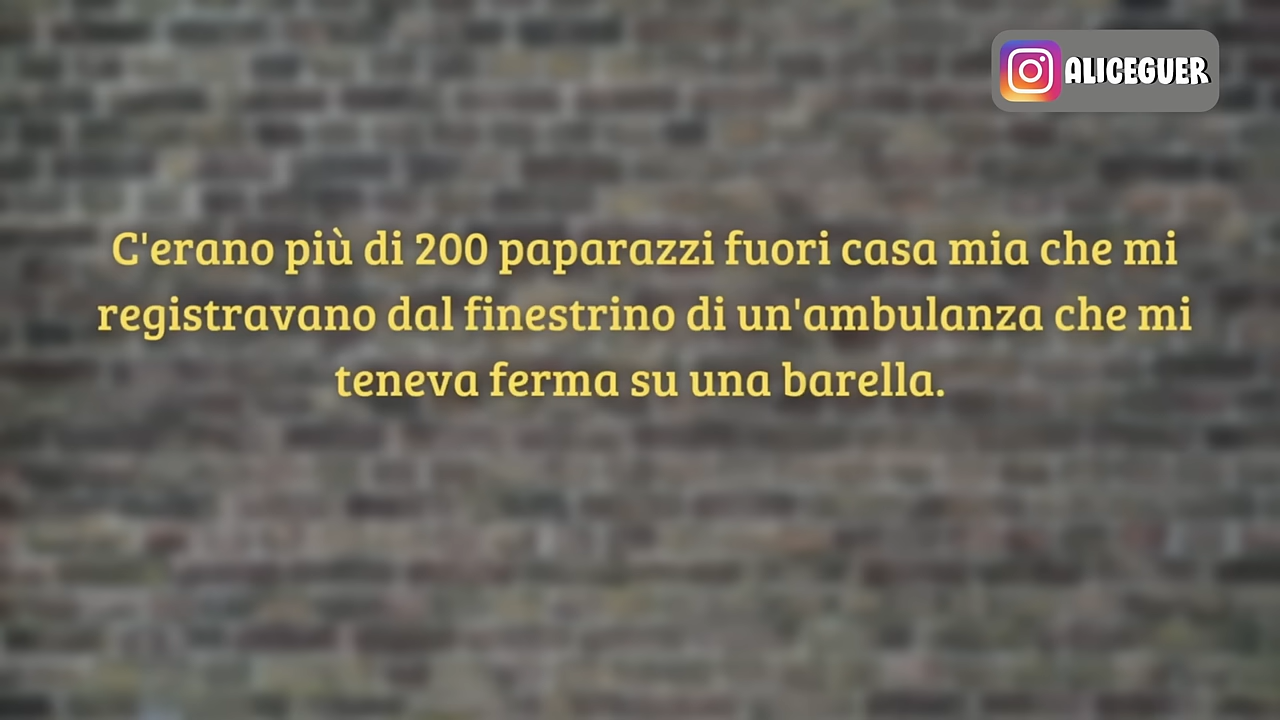 ALICEGUER
C'erano più di 200 paparazzi fuori casa mia che mi
registravano dal finestrino di un'ambulanza che mi
teneva ferma su una barella.